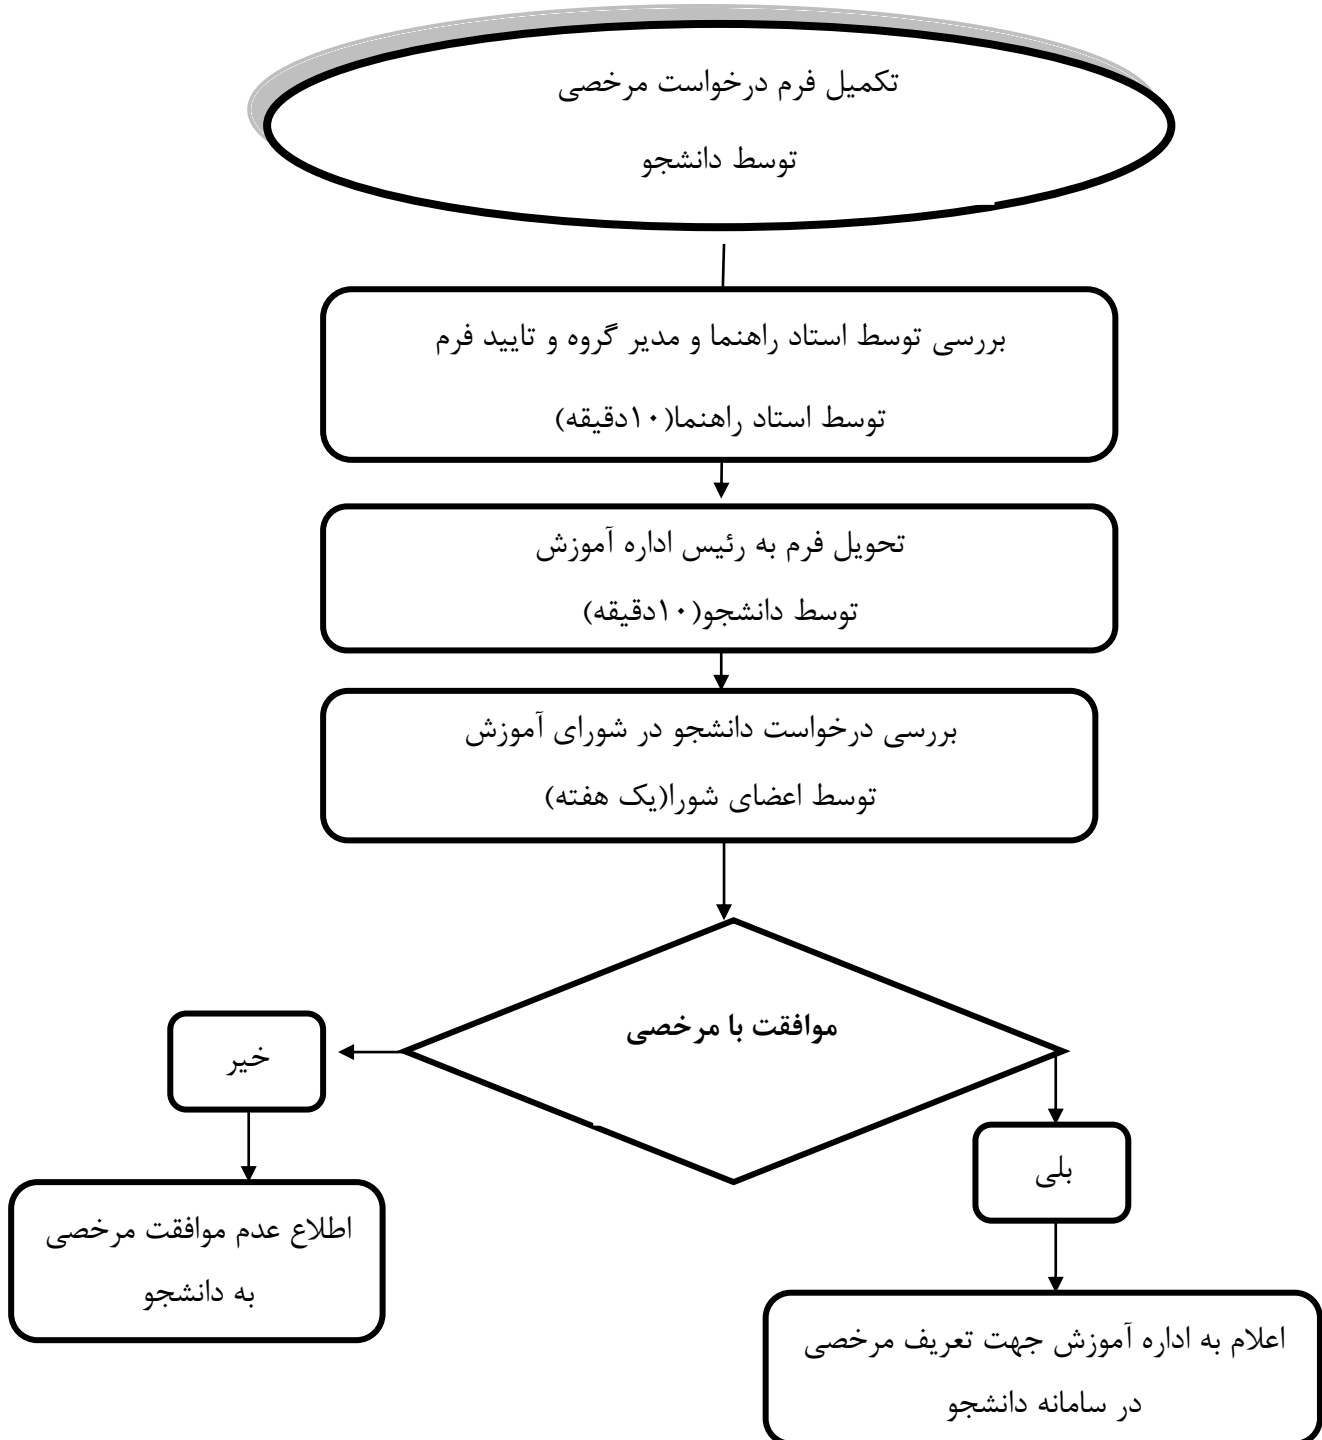 تکمیل فرم درخواست مرخصی
توسط دانشجو
بررسی توسط استاد راهنما و مدیر گروه و تایید فرم
توسط استاد راهنما(۱۰دقیقه)
تحویل فرم به رئیس اداره آموزش
توسط دانشجو(۱۰دقیقه)
بررسی درخواست دانشجو در شورای آموزش
توسط اعضای شورا(یک هفته)
موافقت با مرخصی
خیر
بلی
اطلاع عدم موافقت مرخصی
به دانشجو
اعلام به اداره آموزش جهت تعریف مرخصی
در سامانه دانشجو